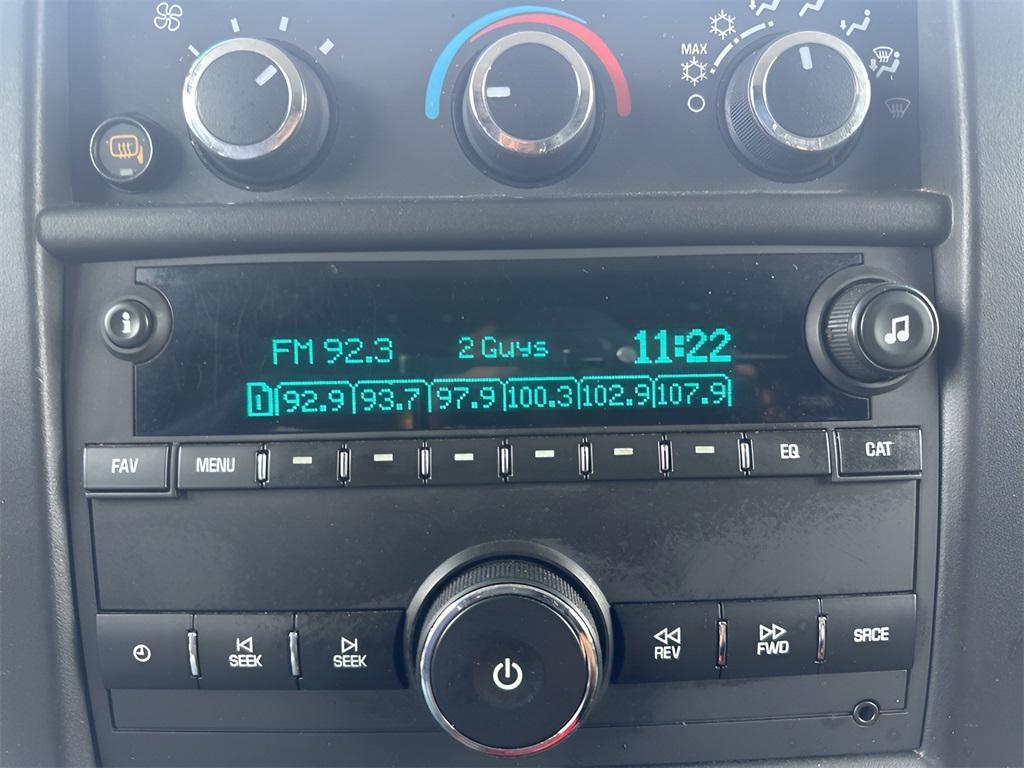 MAX
i
FM 92.3 2 Guys 11:22
1 92.9 93.7 97.9 100.3 102.9 107.9
FAV MENU EQ CAT
SEEK SEEK REV FWD SRCE